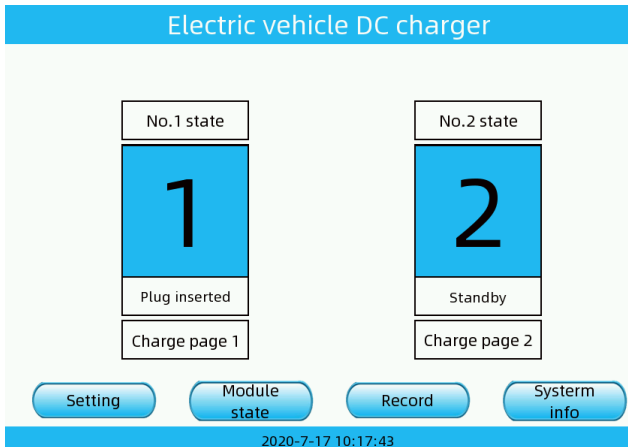 Electric vehicle DC charger
No.1 state
No.2 state
1
2
Plug inserted
Standby
Charge page 1
Charge page 2
Setting
Module
state
Record
Systerm
info
2020-7-17 10:17:43